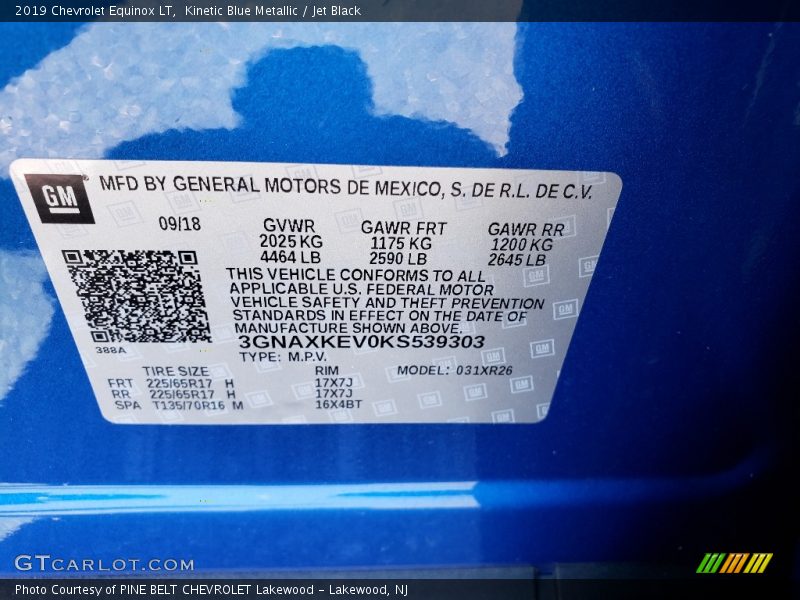 2019 Chevrolet Equinox LT,  Kinetic Blue Metallic / Jet Black
GM
MFD BY GENERAL MOTORS DE MEXICO, S. DE R.L. DE C.V.
09/18 GVWR GAWR FRT GAWR RR
2025 KG 1175 KG 1200 KG
4464 LB 2590 LB 2645 LB
THIS VEHICLE CONFORMS TO ALL
APPLICABLE U.S. FEDERAL MOTOR
VEHICLE SAFETY AND THEFT PREVENTION
STANDARDS IN EFFECT ON THE DATE OF
MANUFACTURE SHOWN ABOVE.
3GNAXKEV0KS539303
388A
TYPE: M.P.V. MODEL: 031XR26
TIRE SIZE RIM
FRT 225/65R17 H 17X7J
RR 225/65R17 H 17X7J
SPA T135/70R16 M 16X4BT
GTCARLOT.COM
Photo Courtesy of PINE BELT CHEVROLET Lakewood - Lakewood, NJ